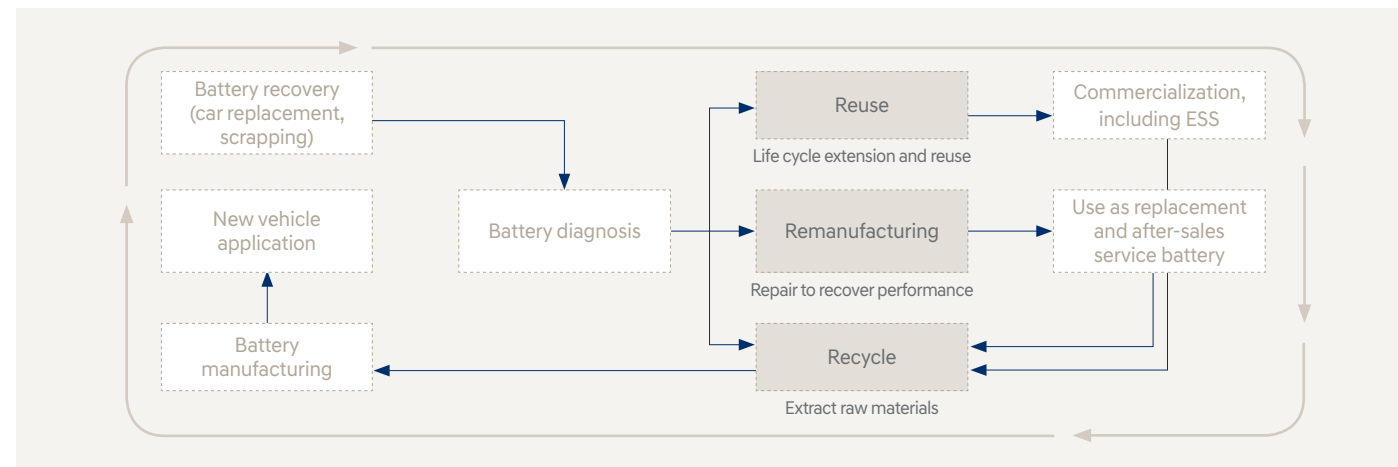 Battery recovery
(car replacement,
scrapping)
New vehicle
application
Battery
manufacturing
Battery diagnosis
Reuse
Life cycle extension and reuse
Remanufacturing
Repair to recover performance
Recycle
Extract raw materials
Commercialization,
including ESS
Use as replacement
and after-sales
service battery